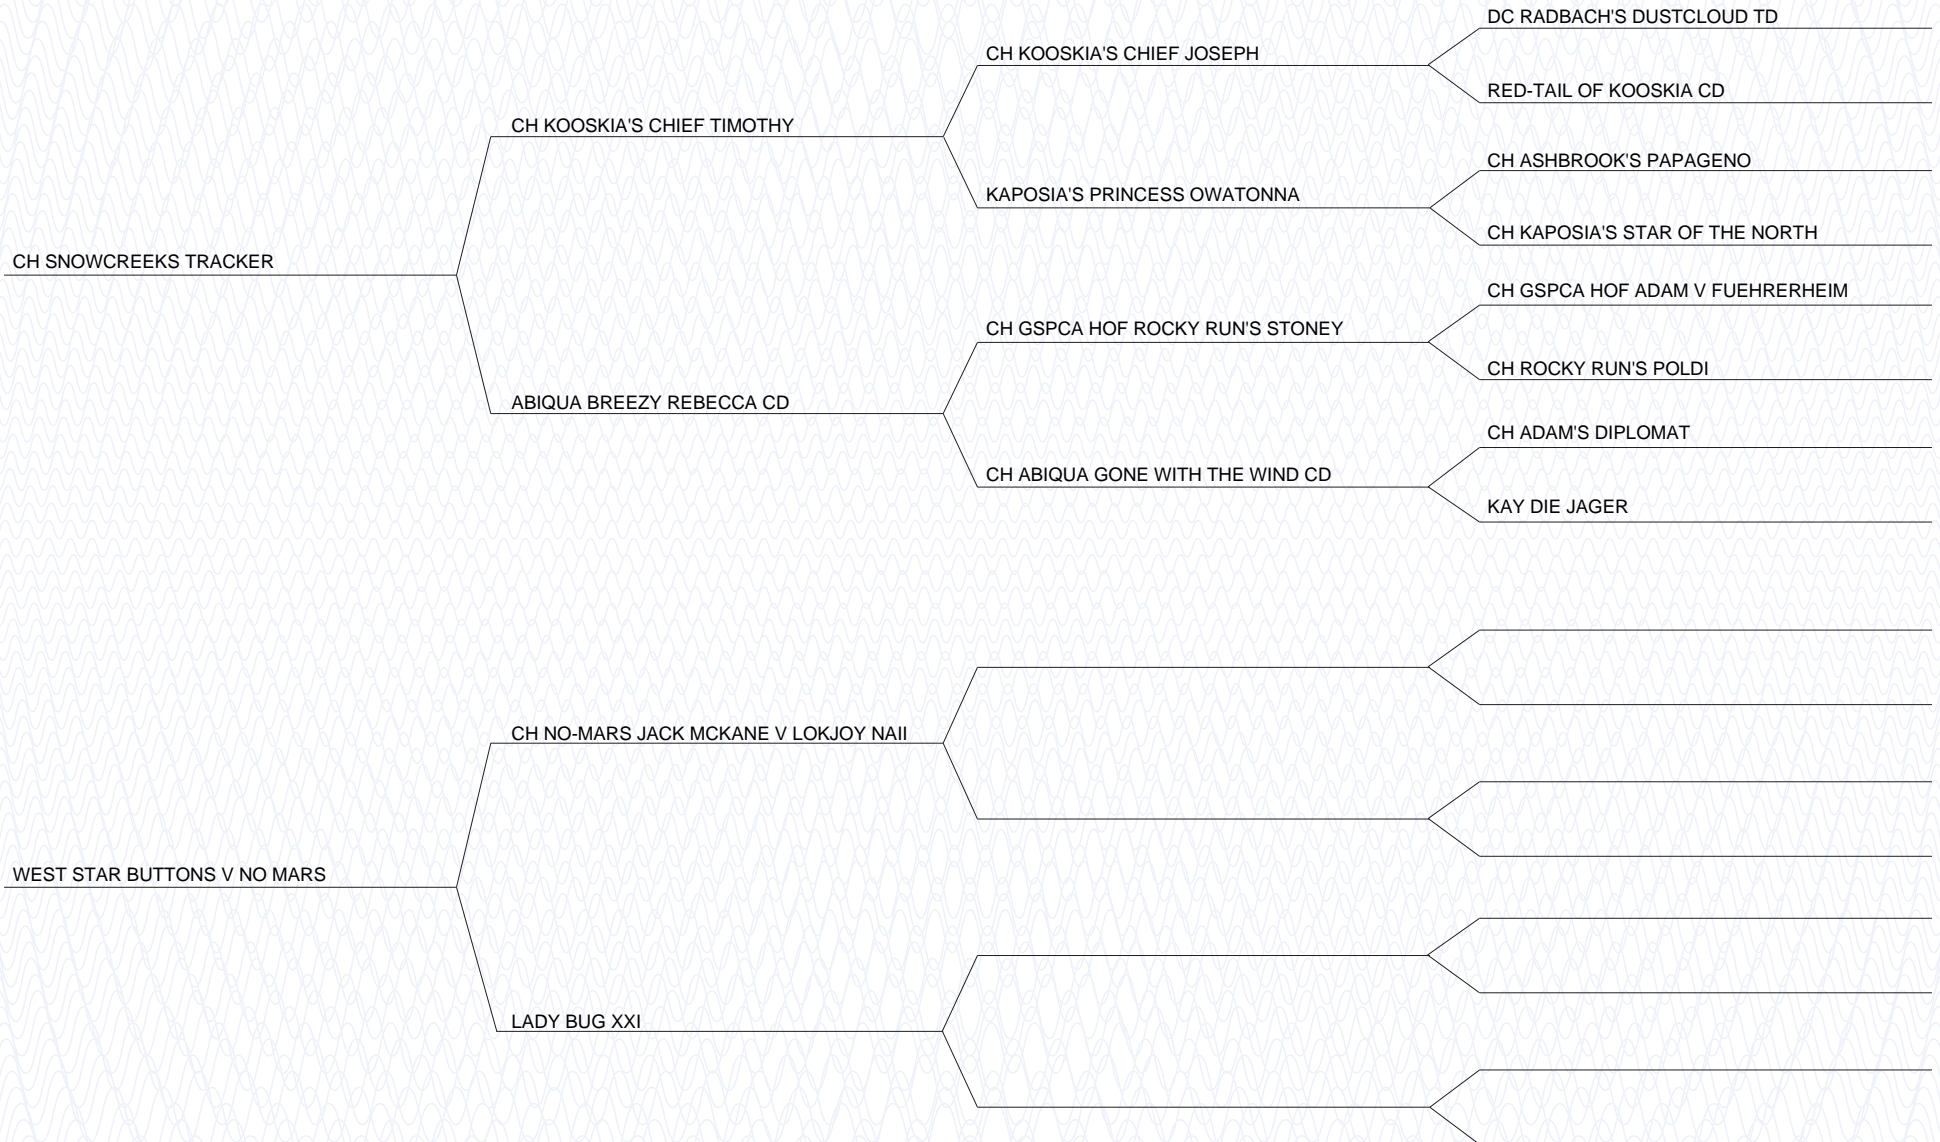 DC RADBACH'S DUSTCLOUD TD
CH KOOSKIA'S CHIEF JOSEPH
RED-TAIL OF KOOSKIA CD
CH KOOSKIA'S CHIEF TIMOTHY
CH ASHBROOK'S PAPAGENO
KAPOSIA'S PRINCESS OWATONNA
CH KAPOSIA'S STAR OF THE NORTH
CH SNOWCREEKS TRACKER
CH GSPCA HOF ADAM V FUEHRERHEIM
CH GSPCA HOF ROCKY RUN'S STONEY
CH ROCKY RUN'S POLDI
ABIQUA BREEZY REBECCA CD
CH ADAM'S DIPLOMAT
CH ABIQUA GONE WITH THE WIND CD
KAY DIE JAGER
CH NO-MARS JACK MCKANE V LOKJOY NAII
WEST STAR BUTTONS V NO MARS
LADY BUG XXI